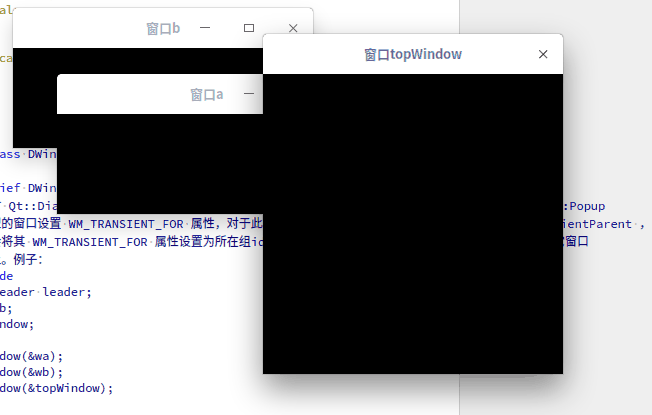 窗口b
窗口topWindow
窗口a
ass DWin
ief DWin
Qt::Dia
::Popup
的窗口设置 WM_TRANSIENT_FOR 属性，对于此
ientParent ，
将其 WM_TRANSIENT_FOR 属性设置为所在组id
窗口
。例子：
de
eader leader;
b;
ndow;
dow(&wa);
dow(&wb);
dow(&topWindow);